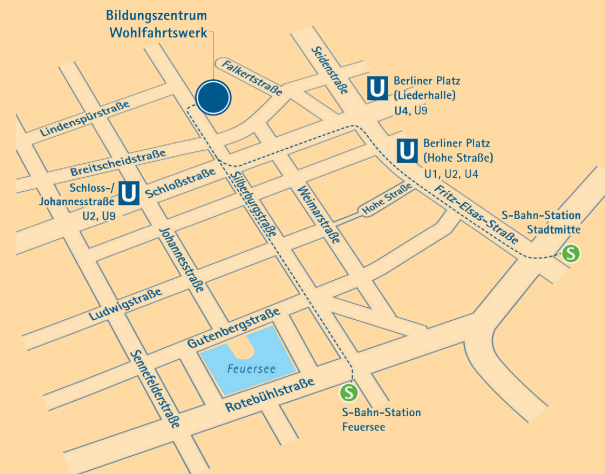 Bildungszentrum
Wohlfahrtswerk
Seidenstraße
Falkertstraße
U
Berliner Platz
(Liederhalle)
U4, U9
Lindenspürstraße
U
Berliner Platz
(Hohe Straße)
U1, U2, U4
Breitscheidstraße
Schloss-/
Johannesstraße
U2, U9
U
Schloßstraße
Silberburgstraße
Weimarstraße
Hohe Straße
Fritz-Elsas-Straße
S-Bahn-Station
Stadtmitte
S
Johannesstraße
Ludwigstraße
Gutenbergstraße
Sennefelderstraße
Feuersee
Rotebühlstraße
S
S-Bahn-Station
Feuersee